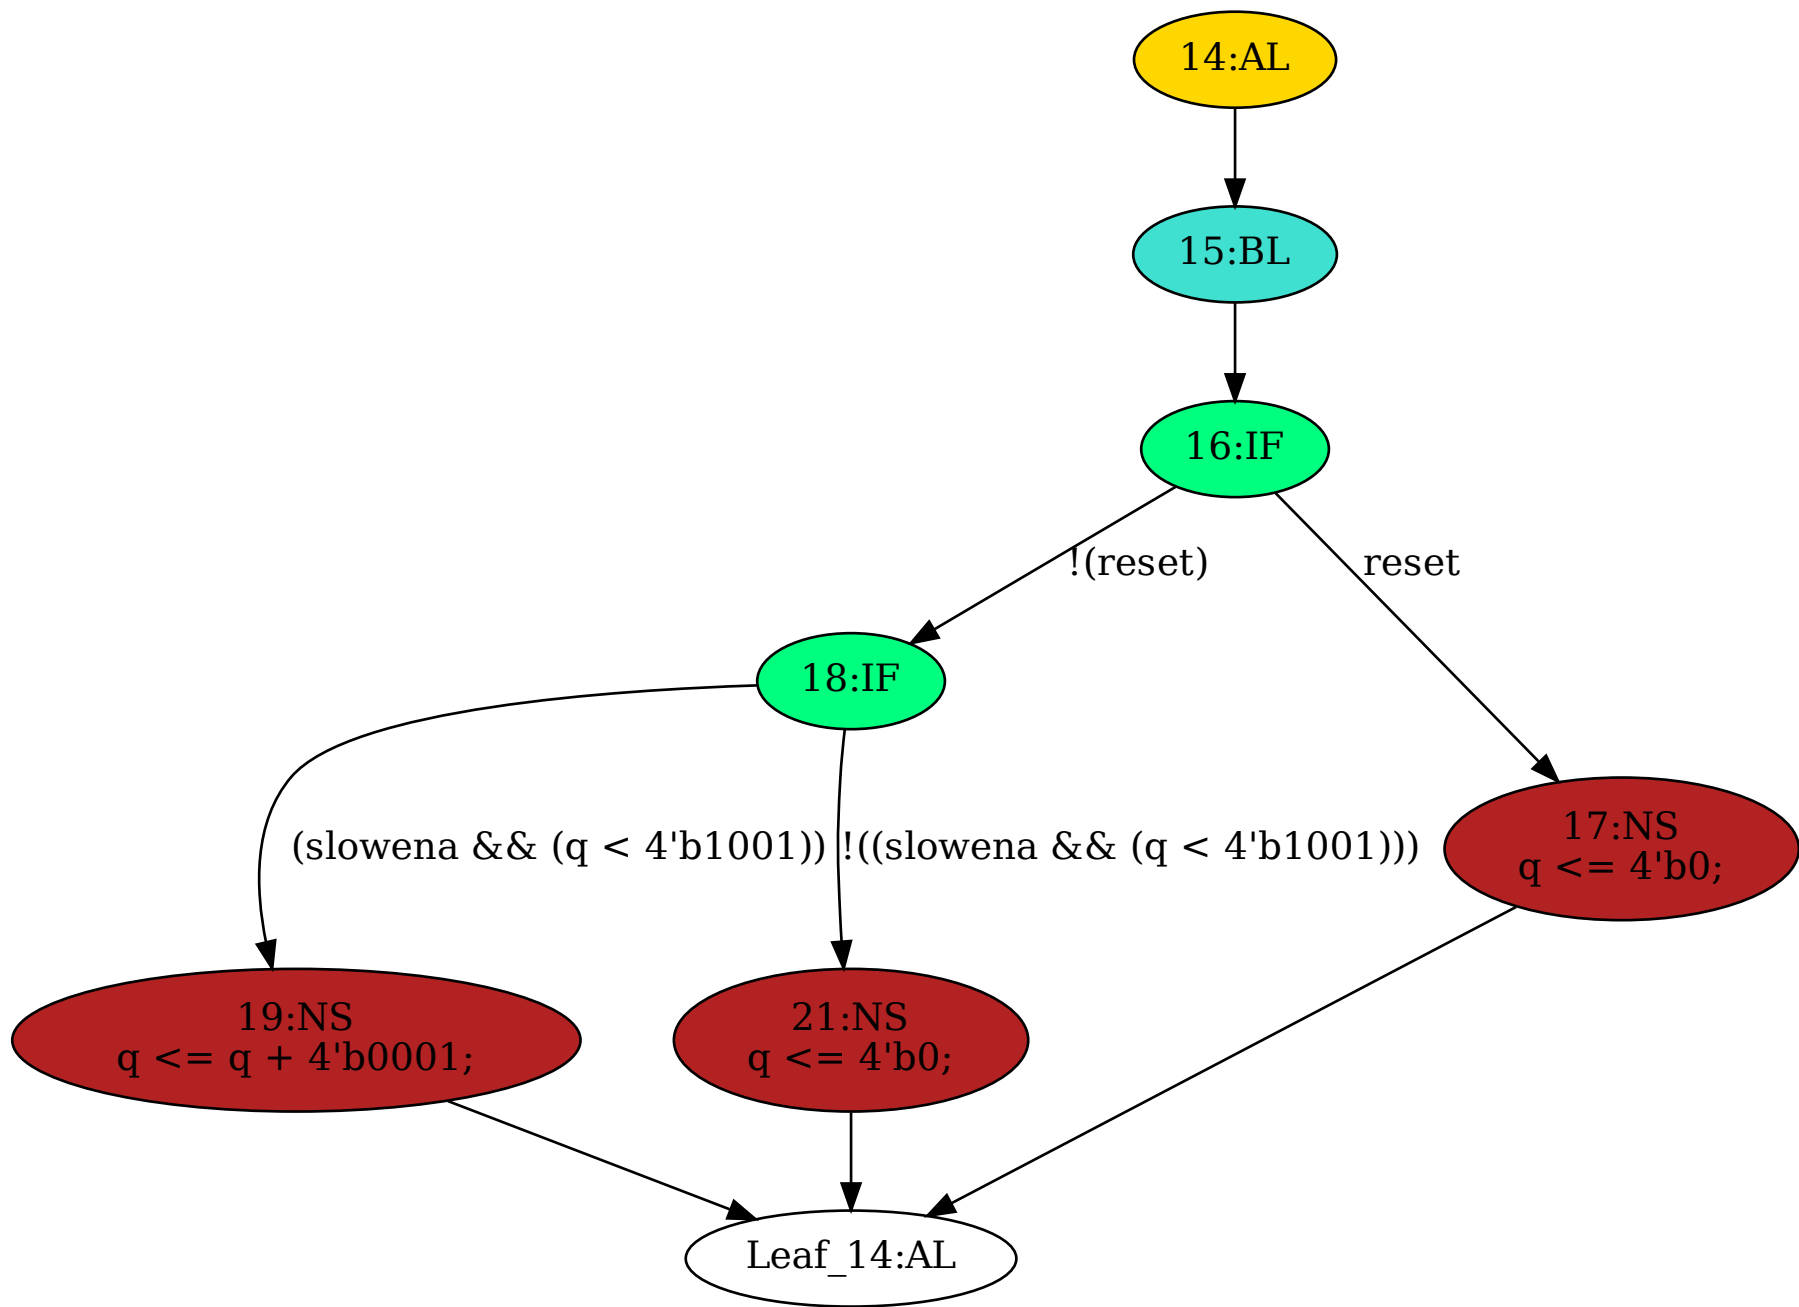 14:AL
15:BL
16:IF
!(reset)
reset
18:IF
(slowena && (q < 4'b1001))
!((slowena && (q < 4'b1001)))
17:NS
q <= 4'b0;
19:NS
q <= q + 4'b0001;
21:NS
q <= 4'b0;
Leaf_14:AL